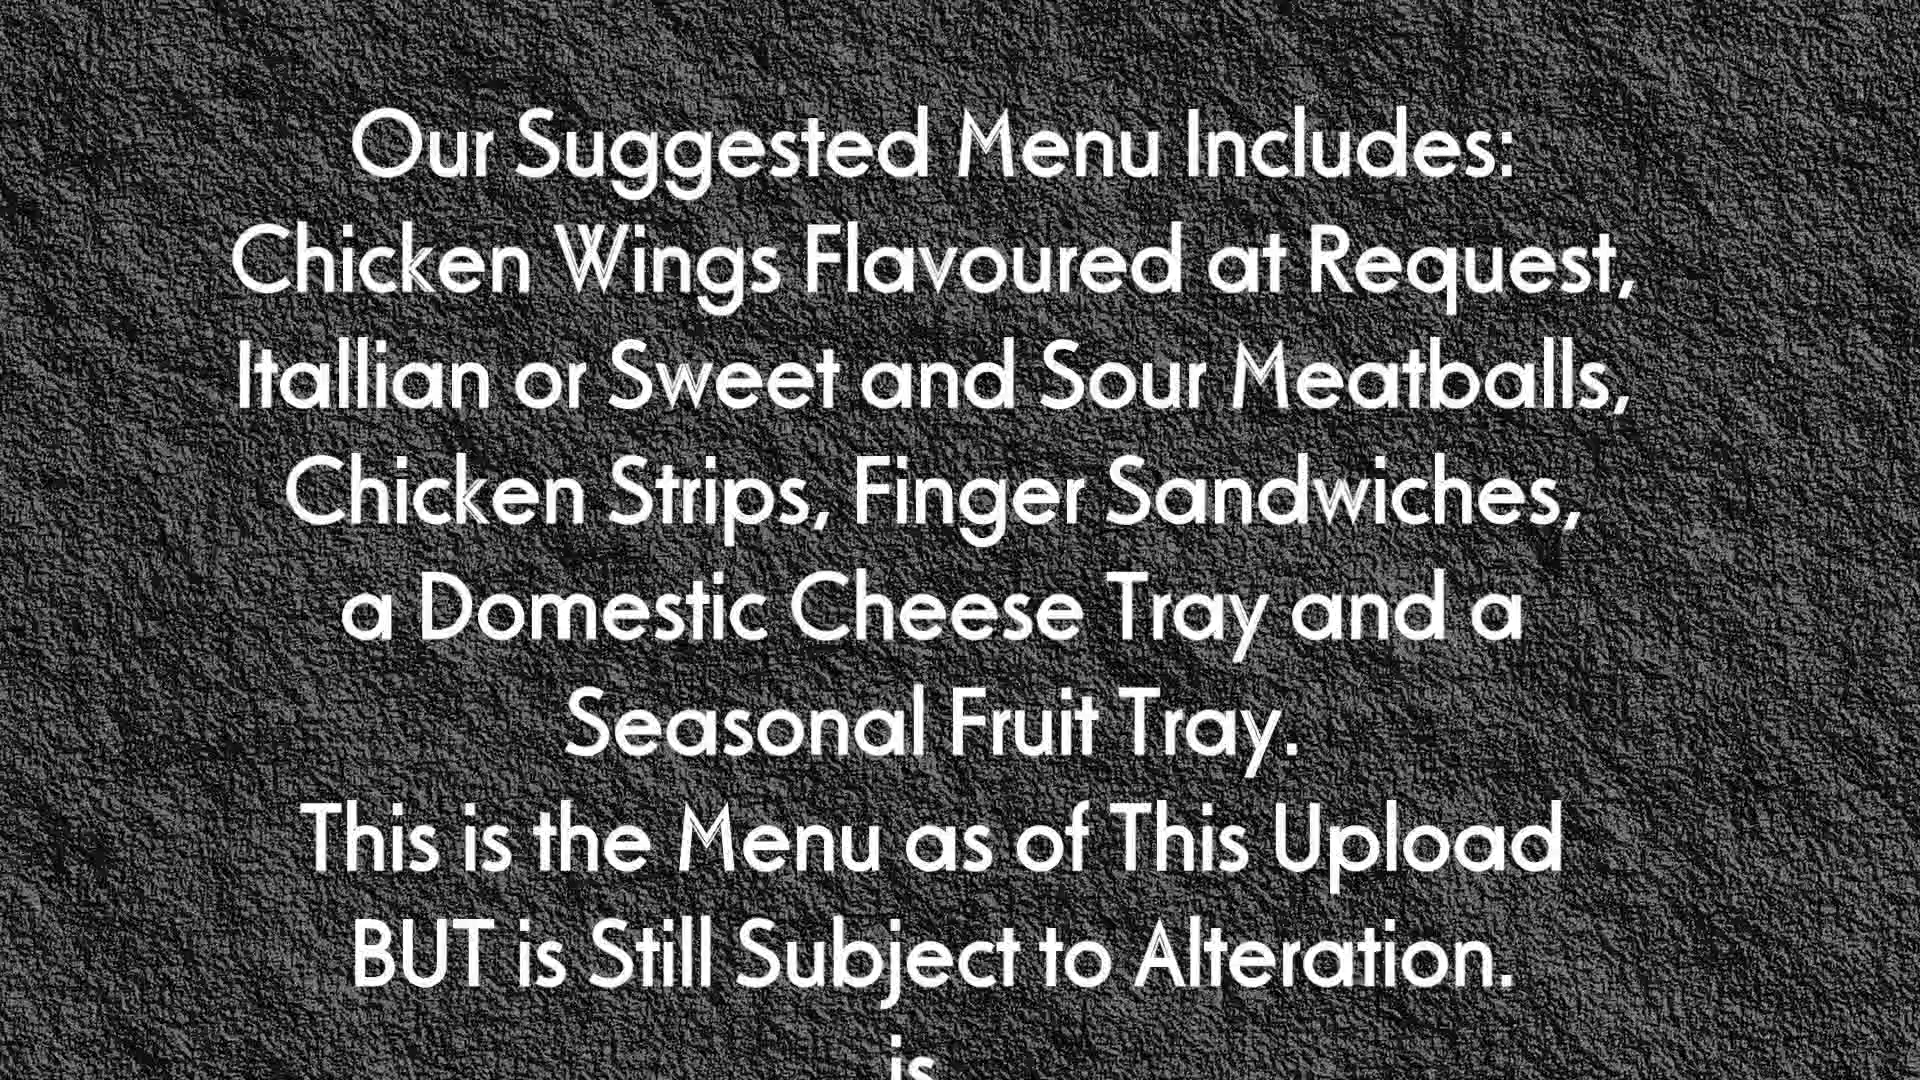 Our Suggested Menu Includes:
Chicken Wings Flavoured at Request,
Itallian or Sweet and Sour Meatballs,
Chicken Strips, Finger Sandwiches,
a Domestic Cheese Tray and a
Seasonal Fruit Tray.
This is the Menu as of This Upload
BUT is Still Subject to Alteration.
is